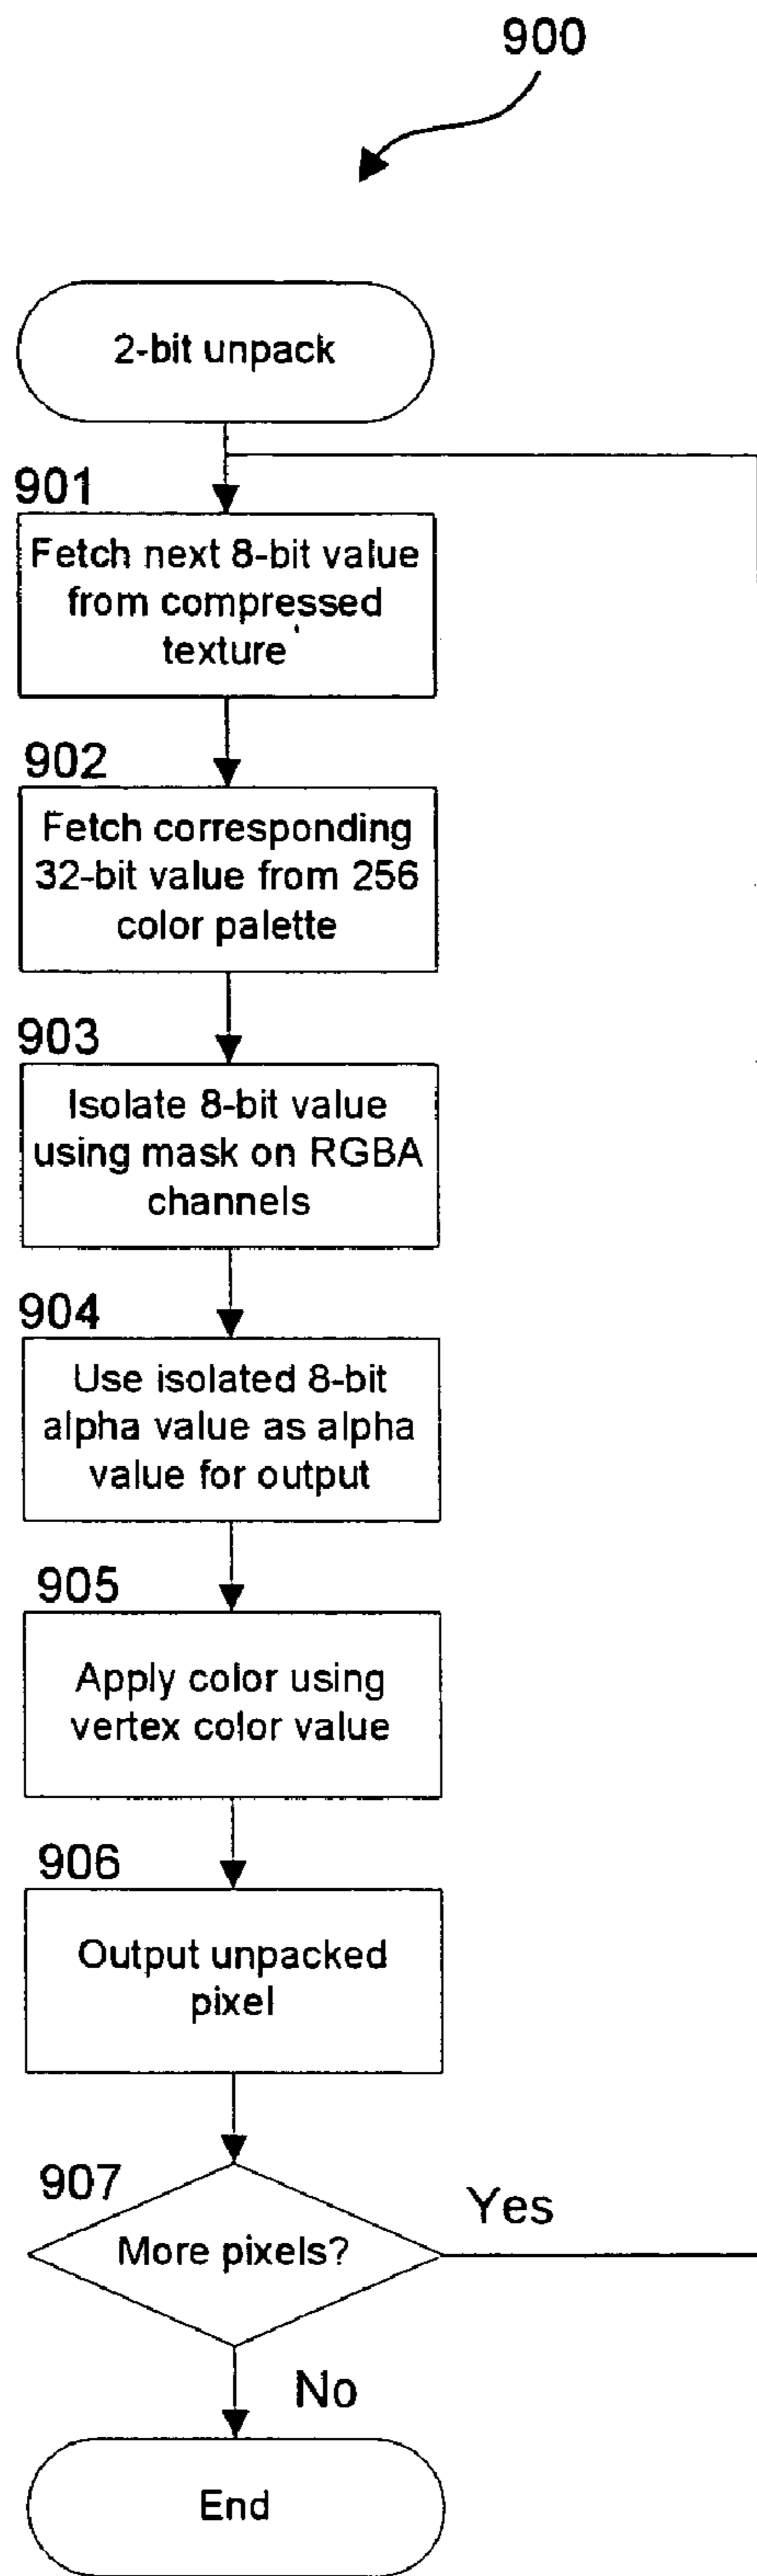 900
2-bit unpack
901
Fetch next 8-bit value
from compressed
texture
902
Fetch corresponding
32-bit value from 256
color palette
903
Isolate 8-bit value
using mask on RGBA
channels
904
Use isolated 8-bit
alpha value as alpha
value for output
905
Apply color using
vertex color value
906
Output unpacked
pixel
907
More pixels?
Yes
No
End